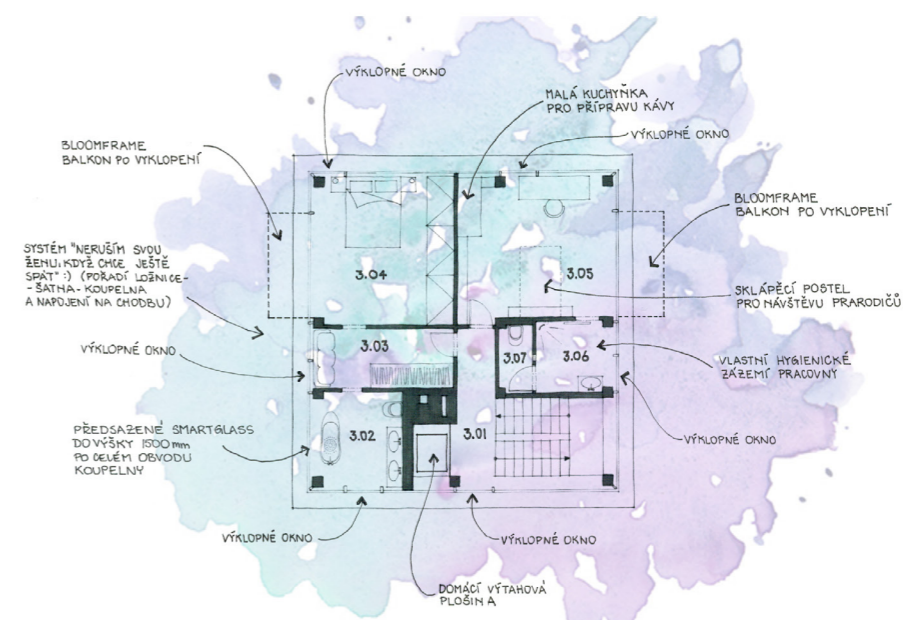 VÝKLOPNÉ OKNO
MALÁ KUCHYŇKA
PRO PŘÍPRAVU KÁVY
VÝKLOPNÉ OKNO
BLOOMFRAME
BALKON PO VYKLOPENÍ
BLOOMFRAME
BALKON PO VYKLOPENÍ
SYSTÉM "NERUŠÍM SVOU
ŽENU, KDYŽ CHCE JEŠTĚ
SPÁT" :) (POŘADÍ LOŽNICE-
-ŠATNA-KOUPELNA
A NAPOJENÍ NA CHODBU)
3.04
3.05
SKLÁPĚCÍ POSTEL
PRO NÁVŠTĚVU PRARODIČŮ
VÝKLOPNÉ OKNO
3.03
3.07
3.06
VLASTNÍ HYGIENICKÉ
ZÁZEMÍ PRACOVNY
PŘEDSAZENÉ SMARTGLASS
DO VÝŠKY 1500 mm
PO CELÉM OBVODU
KOUPELNY
3.02
3.01
VÝKLOPNÉ OKNO
VÝKLOPNÉ OKNO
VÝKLOPNÉ OKNO
DOMÁCÍ VÝTAHOVÁ
PLOŠINA